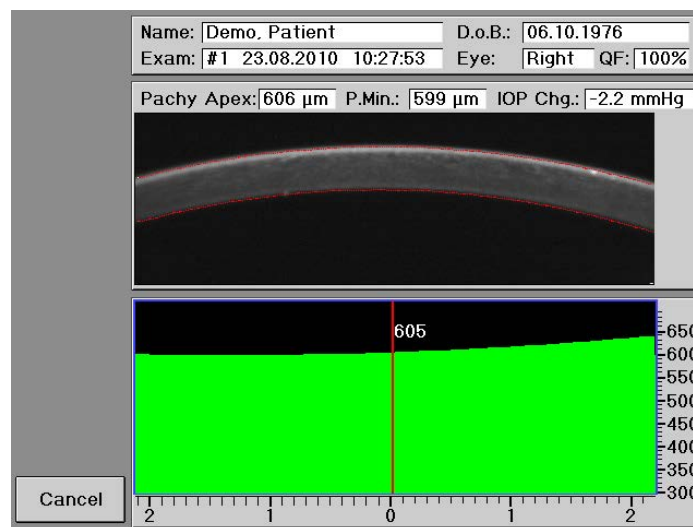 Name: Demo, Patient D.o.B.: 06.10.1976
Exam: #1 23.08.2010 10:27:53 Eye: Right QF: 100%
Pachy Apex: 606 µm P.Min.: 599 µm IOP Chg.: -2.2 mmHg
605
650
600
550
500
450
400
350
300
Cancel
2 1 0 1 2